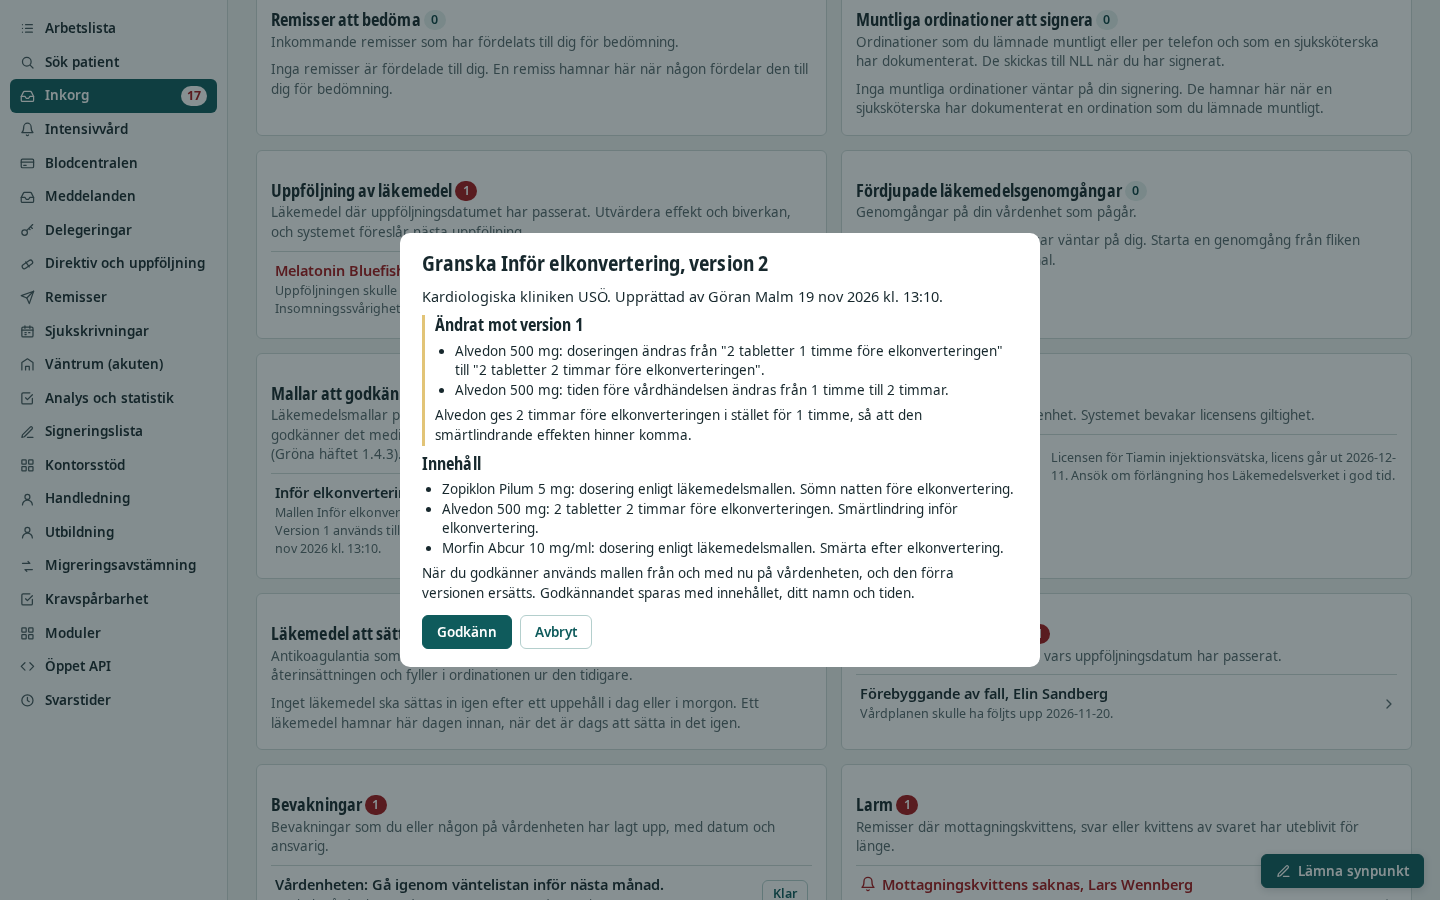 Arbetslista
Sök patient
Inkorg 17
Intensivvård
Blodcentralen
Meddelanden
Delegeringar
Direktiv och uppföljning
Remisser
Sjukskrivningar
Väntrum (akuten)
Analys och statistik
Signeringslista
Kontorsstöd
Handledning
Utbildning
Migreringsavstämning
Kravspårbarhet
Moduler
Öppet API
Svarstider
Remisser att bedöma 0
Inkommande remisser som har fördelats till dig för bedömning.
Inga remisser är fördelade till dig. En remiss hamnar här när någon fördelar den till
dig för bedömning.
Muntliga ordinationer att signera 0
Ordinationer som du lämnade muntligt eller per telefon och som en sjuksköterska
har dokumenterat. De skickas till NLL när du har signerat.
Inga muntliga ordinationer väntar på din signering. De hamnar här när en
sjuksköterska har dokumenterat en ordination som du lämnade muntligt.
Uppföljning av läkemedel 1
Läkemedel där uppföljningsdatumet har passerat. Utvärdera effekt och biverkan,
och systemet föreslår nästa uppföljning.
Melatonin Bluefish
Uppföljningen skulle
Insomningssvårighet
Fördjupade läkemedelsgenomgångar 0
Genomgångar på din vårdenhet som pågår.
ar väntar på dig. Starta en genomgång från fliken
al.
Granska Inför elkonvertering, version 2
Kardiologiska kliniken USÖ. Upprättad av Göran Malm 19 nov 2026 kl. 13:10.
Ändrat mot version 1
Alvedon 500 mg: doseringen ändras från "2 tabletter 1 timme före elkonverteringen"
till "2 tabletter 2 timmar före elkonverteringen".
Alvedon 500 mg: tiden före vårdhändelsen ändras från 1 timme till 2 timmar.
Alvedon ges 2 timmar före elkonverteringen i stället för 1 timme, så att den
smärtlindrande effekten hinner komma.
Innehåll
Zopiklon Pilum 5 mg: dosering enligt läkemedelsmallen. Sömn natten före elkonvertering.
Alvedon 500 mg: 2 tabletter 2 timmar före elkonverteringen. Smärtlindring inför
elkonvertering.
Morfin Abcur 10 mg/ml: dosering enligt läkemedelsmallen. Smärta efter elkonvertering.
När du godkänner används mallen från och med nu på vårdenheten, och den förra
versionen ersätts. Godkännandet sparas med innehållet, ditt namn och tiden.
Godkänn Avbryt
Mallar att godkän
Läkemedelsmallar p
godkänner det medi
(Gröna häftet 1.4.3).
Inför elkonverterin
Mallen Inför elkonver
Version 1 används till
nov 2026 kl. 13:10.
enhet. Systemet bevakar licensens giltighet.
Licensen för Tiamin injektionsvätska, licens går ut 2026-12-
11. Ansök om förlängning hos Läkemedelsverket i god tid.
Läkemedel att sätt
Antikoagulantia som
återinsättningen och fyller i ordinationen ur den tidigare.
Inget läkemedel ska sättas in igen efter ett uppehåll i dag eller i morgon. Ett
läkemedel hamnar här dagen innan, när det är dags att sätta in det igen.
vars uppföljningsdatum har passerat.
Förebyggande av fall, Elin Sandberg
Vårdplanen skulle ha följts upp 2026-11-20.
Bevakningar 1
Bevakningar som du eller någon på vårdenheten har lagt upp, med datum och
ansvarig.
Vårdenheten: Gå igenom väntelistan inför nästa månad.
Klar
Larm 1
Remisser där mottagningskvittens, svar eller kvittens av svaret har uteblivit för
länge.
Mottagningskvittens saknas, Lars Wennberg
Lämna synpunkt